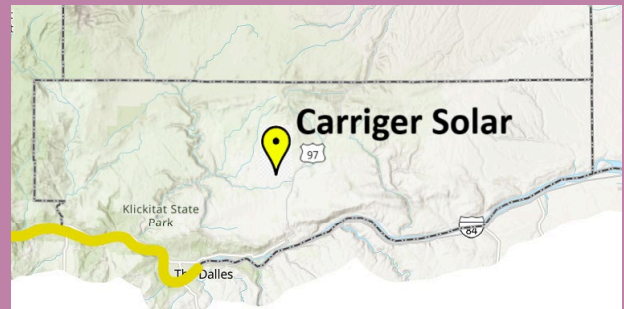 Carriger Solar
97
Klickitat State
Park
84
The Dalles